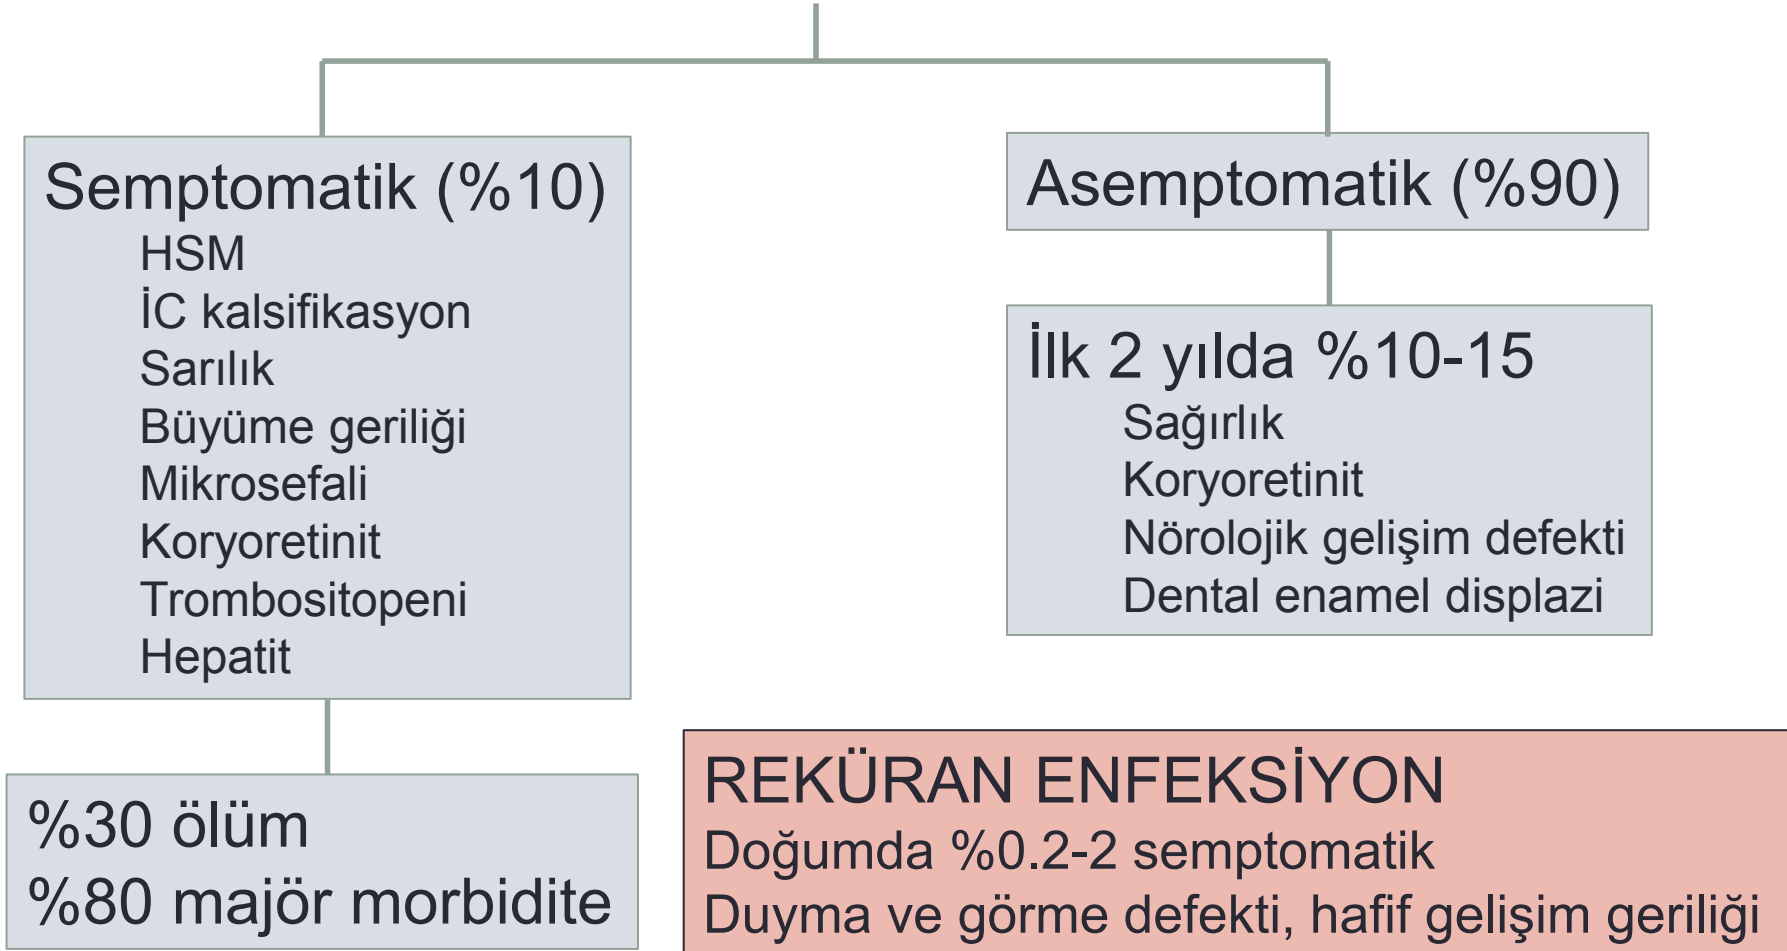 Semptomatik (%10)
HSM
İC kalsifikasyon
Sarılık
Büyüme geriliği
Mikrosefali
Koryoretinit
Trombositopeni
Hepatit
%30 ölüm
%80 majör morbidite
Asemptomatik (%90)
İlk 2 yılda %10-15
Sağırlık
Koryoretinit
Nörolojik gelişim defekti
Dental enamel displazi
REKÜRAN ENFEKSİYON
Doğumda %0.2-2 semptomatik
Duyma ve görme defekti, hafif gelişim geriliği